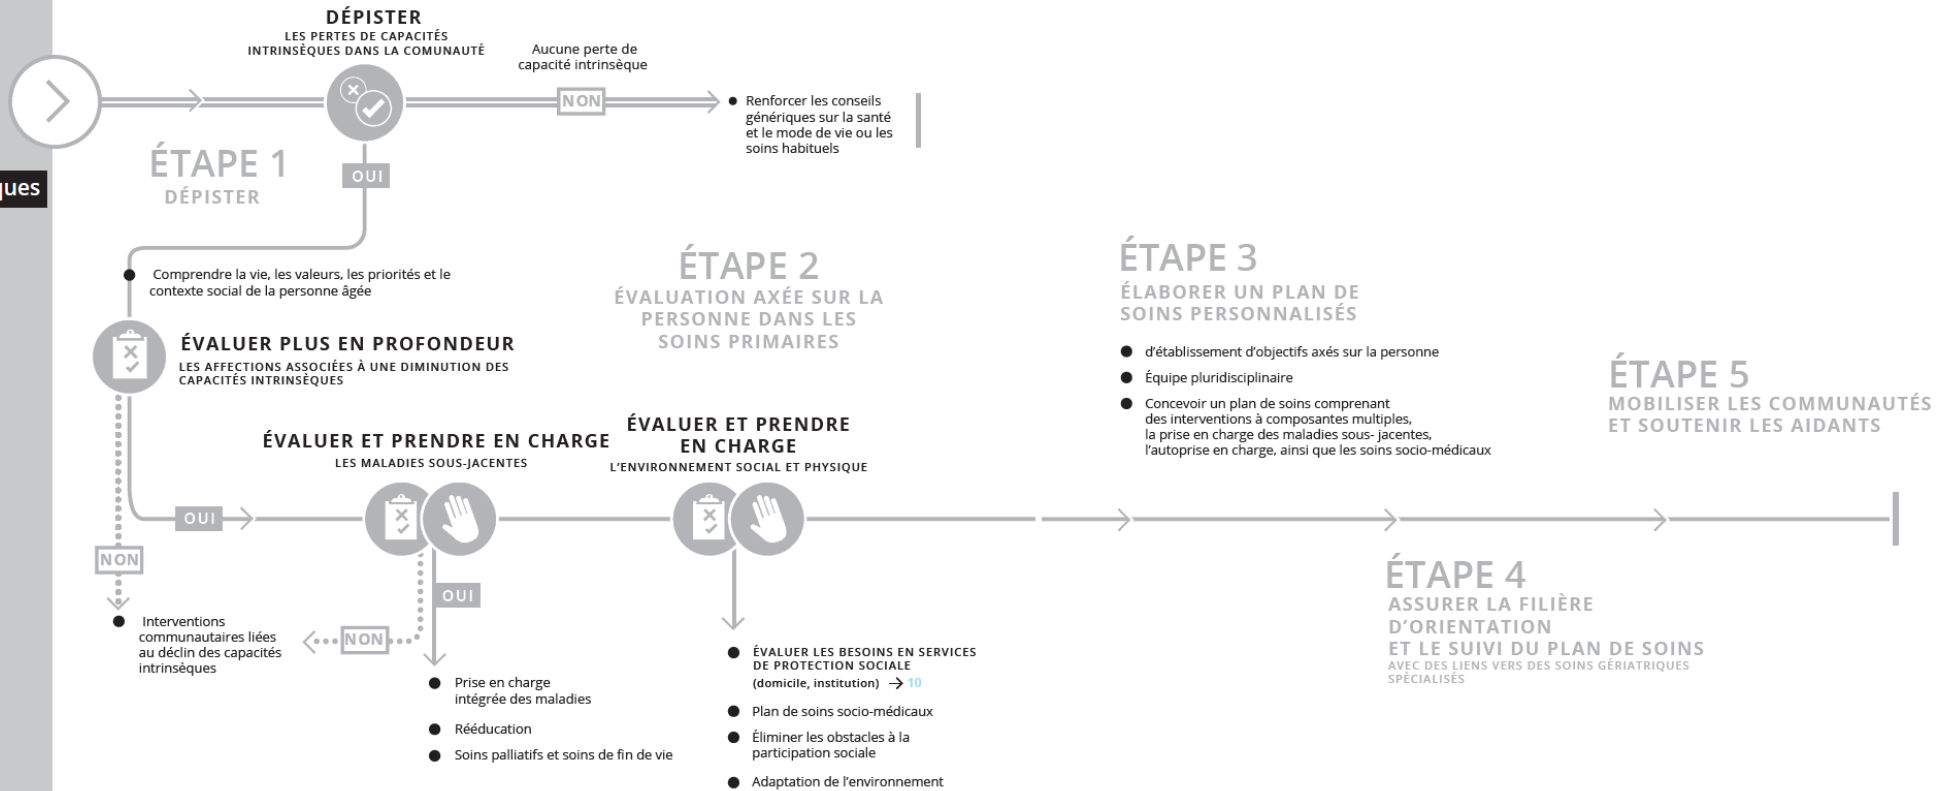 DÉPISTER
LES PERTES DE CAPACITÉS
INTRINSÈQUES DANS LA COMUNAUTÉ
Aucune perte de
capacité intrinsèque
NON
Renforcer les conseils
génériques sur la santé
et le mode de vie ou les
soins habituels
ÉTAPE 1
DÉPISTER
OUI
ques
Comprendre la vie, les valeurs, les priorités et le
contexte social de la personne âgée
ÉTAPE 2
ÉVALUATION AXÉE SUR LA
PERSONNE DANS LES
SOINS PRIMAIRES
ÉVALUER PLUS EN PROFONDEUR
LES AFFECTIONS ASSOCIÉES À UNE DIMINUTION DES
CAPACITÉS INTRINSÈQUES
ÉVALUER ET PRENDRE EN CHARGE
LES MALADIES SOUS-JACENTES
ÉVALUER ET PRENDRE
EN CHARGE
L'ENVIRONMENT SOCIAL ET PHYSIQUE
OUI
NON
Interventions
communautaires liées
au déclin des capacités
intrinsèques
OUI
NON
Prise en charge
intégrée des maladies
Rééducation
Soins palliatifs et soins de fin de vie
ÉVALUER LES BESOINS EN SERVICES
DE PROTECTION SOCIALE
(domicile, institution) → 10
Plan de soins socio-médicaux
Éliminer les obstacles à la
participation sociale
Adaptation de l'environnement
ÉTAPE 3
ÉLABORER UN PLAN DE
SOINS PERSONNALISÉS
d'établissement d'objectifs axés sur la personne
Équipe pluridisciplinaire
Concevoir un plan de soins comprenant
des interventions à composantes multiples,
la prise en charge des maladies sous- jacentes,
l'autoprise en charge, ainsi que les soins socio-médicaux
ÉTAPE 4
ASSURER LA FILIÈRE
D'ORIENTATION
ET LE SUIVI DU PLAN DE SOINS
AVEC DES LIENS VERS DES SOINS GÉRIATRIQUES
SPÉCIALISÉS
ÉTAPE 5
MOBILISER LES COMMUNAUTÉS
ET SOUTENIR LES AIDANTS